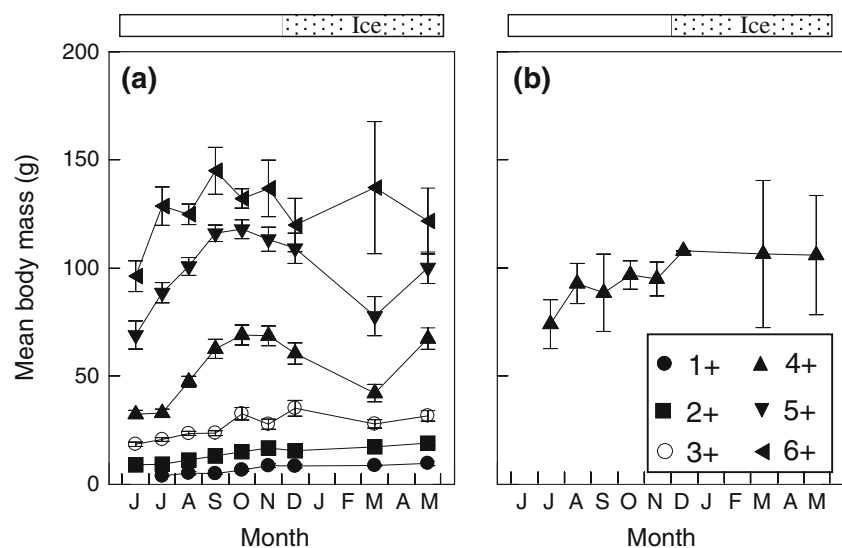 Ice Ice
(a) (b)
200
150
100
50
0
Mean body mass (g)
J J A S O N D J F M A M
Month
J J A S O N D J F M A M
Month
1+ 4+
2+ 5+
3+ 6+